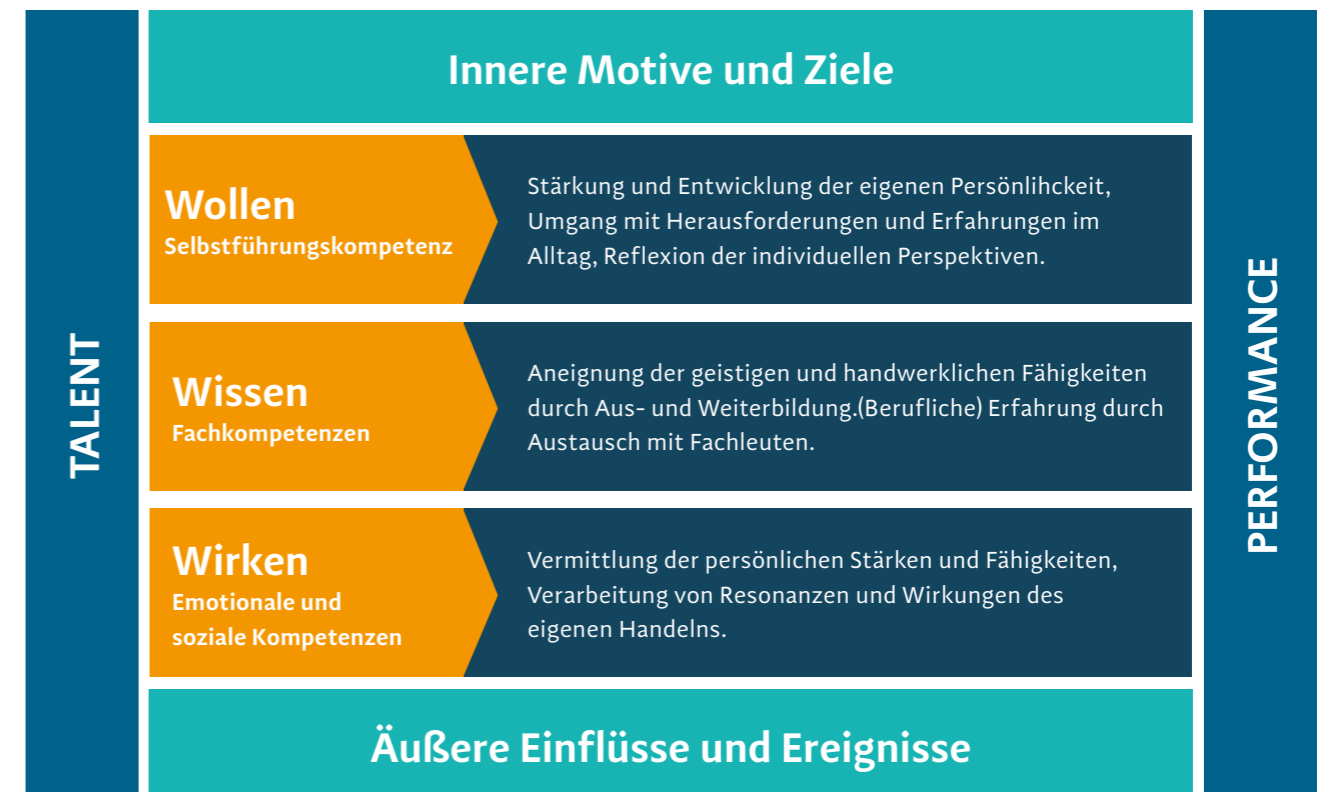 TALENT
Innere Motive und Ziele
Wollen
Selbstführungskompetenz
Stärkung und Entwicklung der eigenen Persönlihckeit,
Umgang mit Herausforderungen und Erfahrungen im
Alltag, Reflexion der individuellen Perspektiven.
Wissen
Fachkompetenzen
Aneignung der geistigen und handwerklichen Fähigkeiten
durch Aus- und Weiterbildung.(Berufliche) Erfahrung durch
Austausch mit Fachleuten.
Wirken
Emotionale und
soziale Kompetenzen
Vermittlung der persönlichen Stärken und Fähigkeiten,
Verarbeitung von Resonanzen und Wirkungen des
eigenen Handelns.
Äußere Einflüsse und Ereignisse
PERFORMANCE